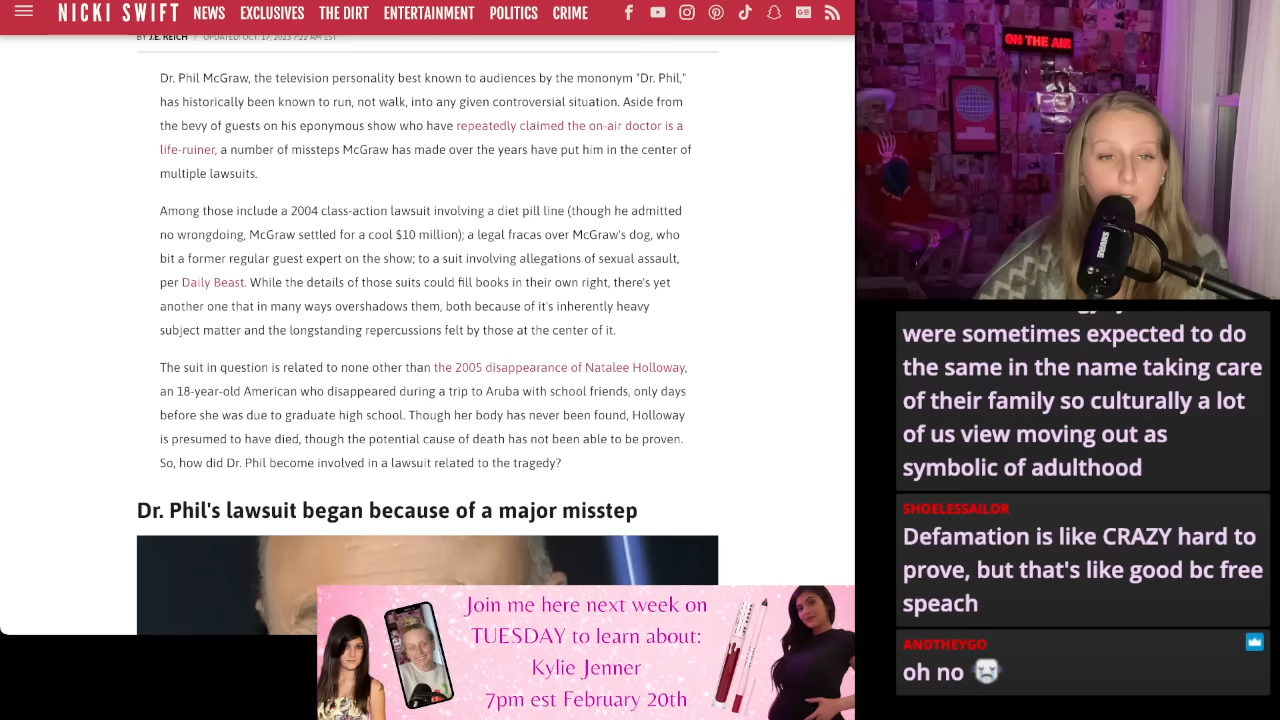 NICKI SWIFT NEWS EXCLUSIVES THE DIRT ENTERTAINMENT POLITICS CRIME
BY J.E. REICH / UPDATED: OCT. 17, 2023 7:22 AM EST
Dr. Phil McGraw, the television personality best known to audiences by the mononym "Dr. Phil,"
has historically been known to run, not walk, into any given controversial situation. Aside from
the bevy of guests on his eponymous show who have repeatedly claimed the on-air doctor is a
life-ruiner, a number of missteps McGraw has made over the years have put him in the center of
multiple lawsuits.
Among those include a 2004 class-action lawsuit involving a diet pill line (though he admitted
no wrongdoing, McGraw settled for a cool $10 million); a legal fracas over McGraw's dog, who
bit a former regular guest expert on the show; to a suit involving allegations of sexual assault,
per Daily Beast. While the details of those suits could fill books in their own right, there's yet
another one that in many ways overshadows them, both because of it's inherently heavy
subject matter and the longstanding repercussions felt by those at the center of it.
The suit in question is related to none other than the 2005 disappearance of Natalee Holloway,
an 18-year-old American who disappeared during a trip to Aruba with school friends, only days
before she was due to graduate high school. Though her body has never been found, Holloway
is presumed to have died, though the potential cause of death has not been able to be proven.
So, how did Dr. Phil become involved in a lawsuit related to the tragedy?
Dr. Phil's lawsuit began because of a major misstep
Join me here next week on
TUESDAY to learn about:
Kylie Jenner
7pm est February 20th
ON THE AIR
SHURE
were sometimes expected to do
the same in the name taking care
of their family so culturally a lot
of us view moving out as
symbolic of adulthood
SHOELESSAILOR
Defamation is like CRAZY hard to
prove, but that's like good bc free
speach
ANDTHEYGO
oh no